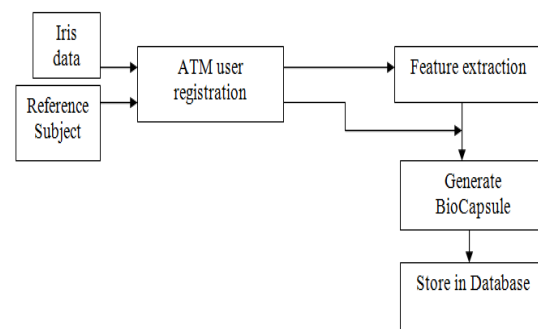 Iris
data
ATM user
registration
Feature extraction
Reference
Subject
Generate
BioCapsule
Store in Database